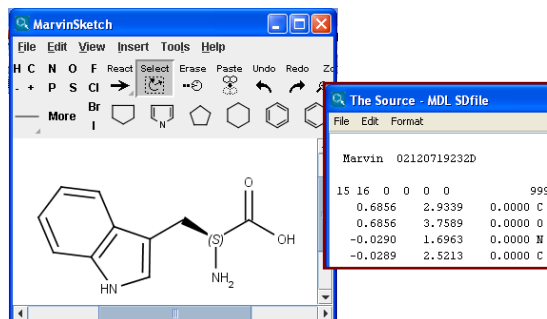 MarvinSketch
File Edit View Insert Tools Help
H C N O F React Select Erase Paste Undo Redo Zo
- + P S Cl
More Br
I
N
O
(S)
OH
NH2
HN
The Source - MDL SDfile
File Edit Format
Marvin 02120719232D
15 16 0 0 0 0 999
0.6856 2.9339 0.0000 C
0.6856 3.7589 0.0000 O
-0.0290 1.6963 0.0000 N
-0.0289 2.5213 0.0000 C